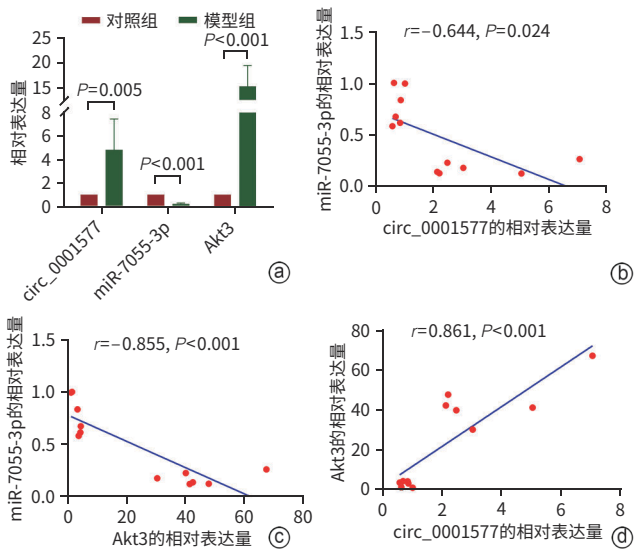 对照组 模型组
P<0.001
P=0.005
P<0.001
相对表达量
25
20
15
10
8
6
4
2
0
circ_0001577
miR-7055-3p
Akt3
ⓐ
r=−0.644, P=0.024
miR-7055-3p的相对表达量
1.5
1.0
0.5
0.0
0 2 4 6 8
circ_0001577的相对表达量
ⓑ
r=−0.855, P<0.001
miR-7055-3p的相对表达量
1.5
1.0
0.5
0.0
0 20 40 60 80
Akt3的相对表达量
ⓒ
r=0.861, P<0.001
Akt3的相对表达量
80
60
40
20
0
0 2 4 6 8
circ_0001577的相对表达量
ⓓ